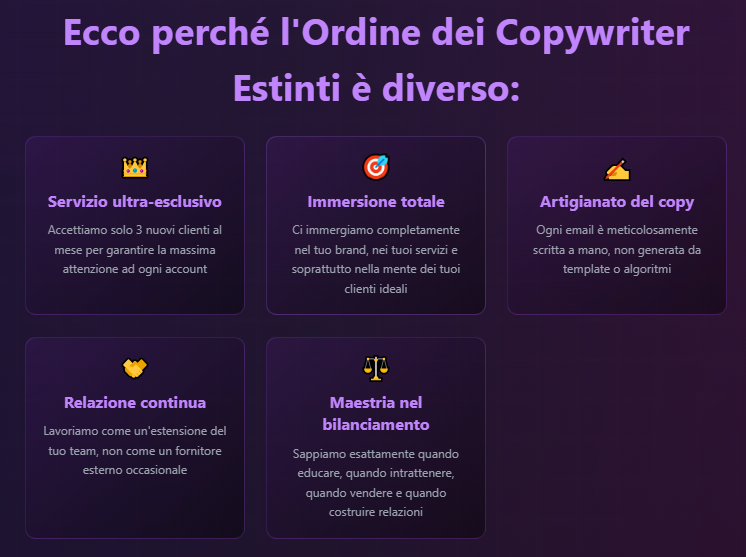 Ecco perché l'Ordine dei Copywriter
Estinti è diverso:
Servizio ultra-esclusivo
Accettiamo solo 3 nuovi clienti al
mese per garantire la massima
attenzione ad ogni account
Immersione totale
Ci immergiamo completamente
nel tuo brand, nei tuoi servizi e
soprattutto nella mente dei tuoi
clienti ideali
Artigianato del copy
Ogni email è meticolosamente
scritta a mano, non generata da
template o algoritmi
Relazione continua
Lavoriamo come un'estensione del
tuo team, non come un fornitore
esterno occasionale
Maestria nel
bilanciamento
Sappiamo esattamente quando
educare, quando intrattenere,
quando vendere e quando
costruire relazioni